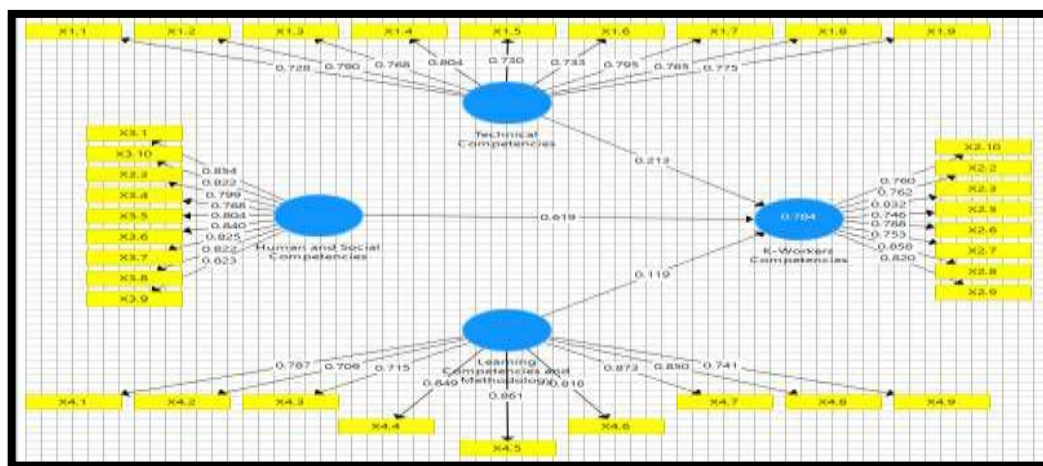 X1.1 X1.2 X1.3 X1.4 X1.5 X1.6 X1.7 X1.8 X1.9
0.728 0.790 0.768 0.804 0.730 0.733 0.795 0.765 0.775
Technical
Competencies
X3.1
X3.10
X3.3
X3.4
X3.5
X3.6
X3.7
X3.8
X3.9
0.854
0.822
0.799
0.768
0.804
0.840
0.825
0.822
0.823
Human and Social
Competencies
0.213
0.619
0.119
0.784
K-Workers
Competencies
0.760
0.762
0.832
0.746
0.788
0.753
0.858
0.820
X2.10
X2.2
X2.3
X2.5
X2.6
X2.7
X2.8
X2.9
Learning
Competencies and
Methodology
0.787 0.706 0.715 0.849 0.861 0.818 0.873 0.850 0.741
X4.1 X4.2 X4.3 X4.7 X4.8 X4.9
X4.4 X4.6
X4.5